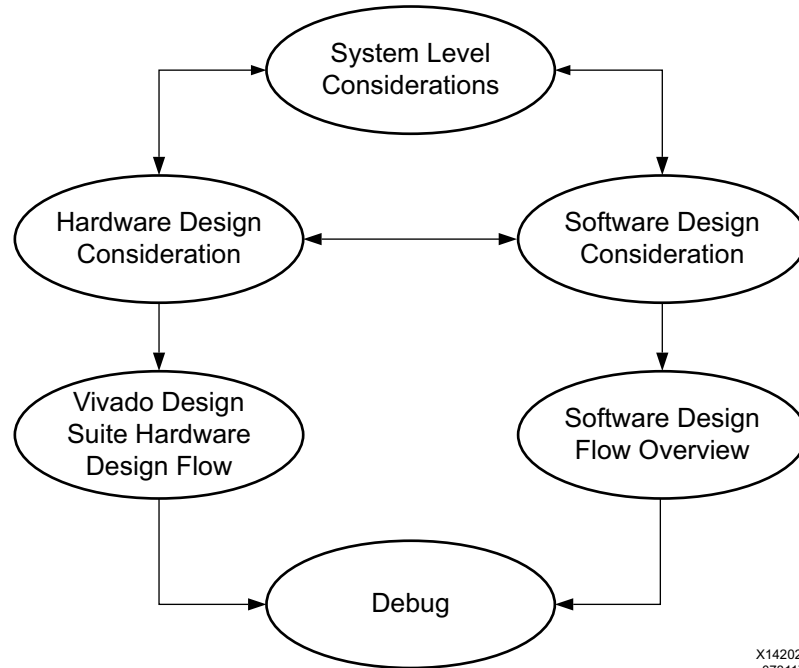 System Level
Considerations
Hardware Design
Consideration
Software Design
Consideration
Vivado Design
Suite Hardware
Design Flow
Software Design
Flow Overview
Debug
X14202